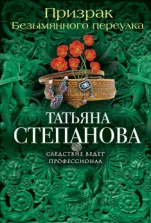 Призрак
Безымянного переулка
ТАТЬЯНА
СТЕПАНОВА
СЛЕДСТВИЕ ВЕДЕТ
ПРОФЕССИОНАЛ